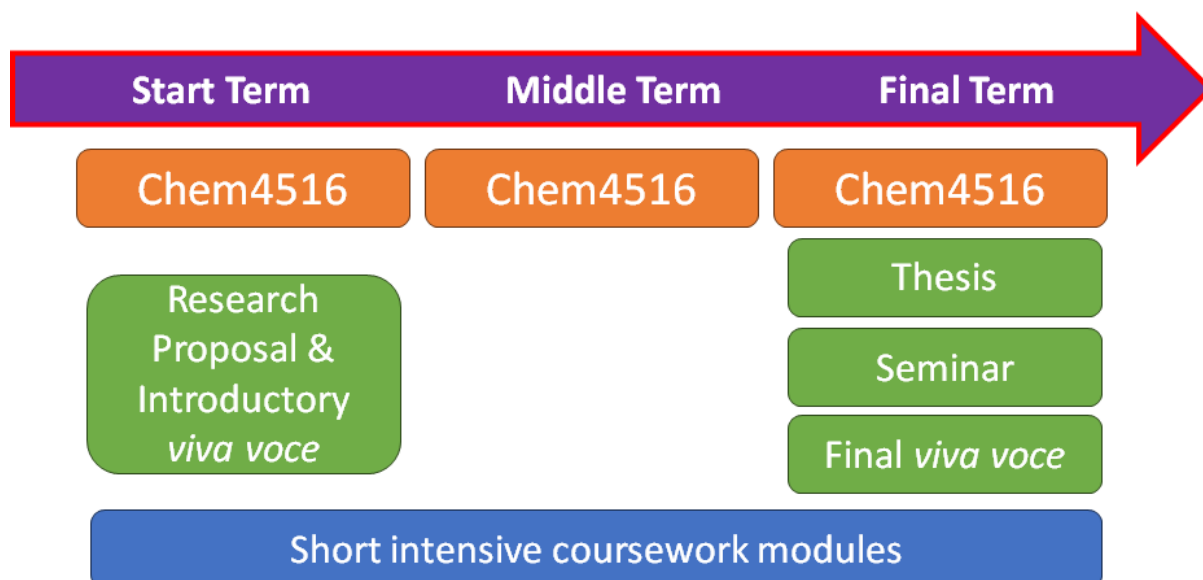 Start Term Middle Term Final Term
Chem4516 Chem4516 Chem4516
Research
Proposal &
Introductory
viva voce
Thesis
Seminar
Final viva voce
Short intensive coursework modules